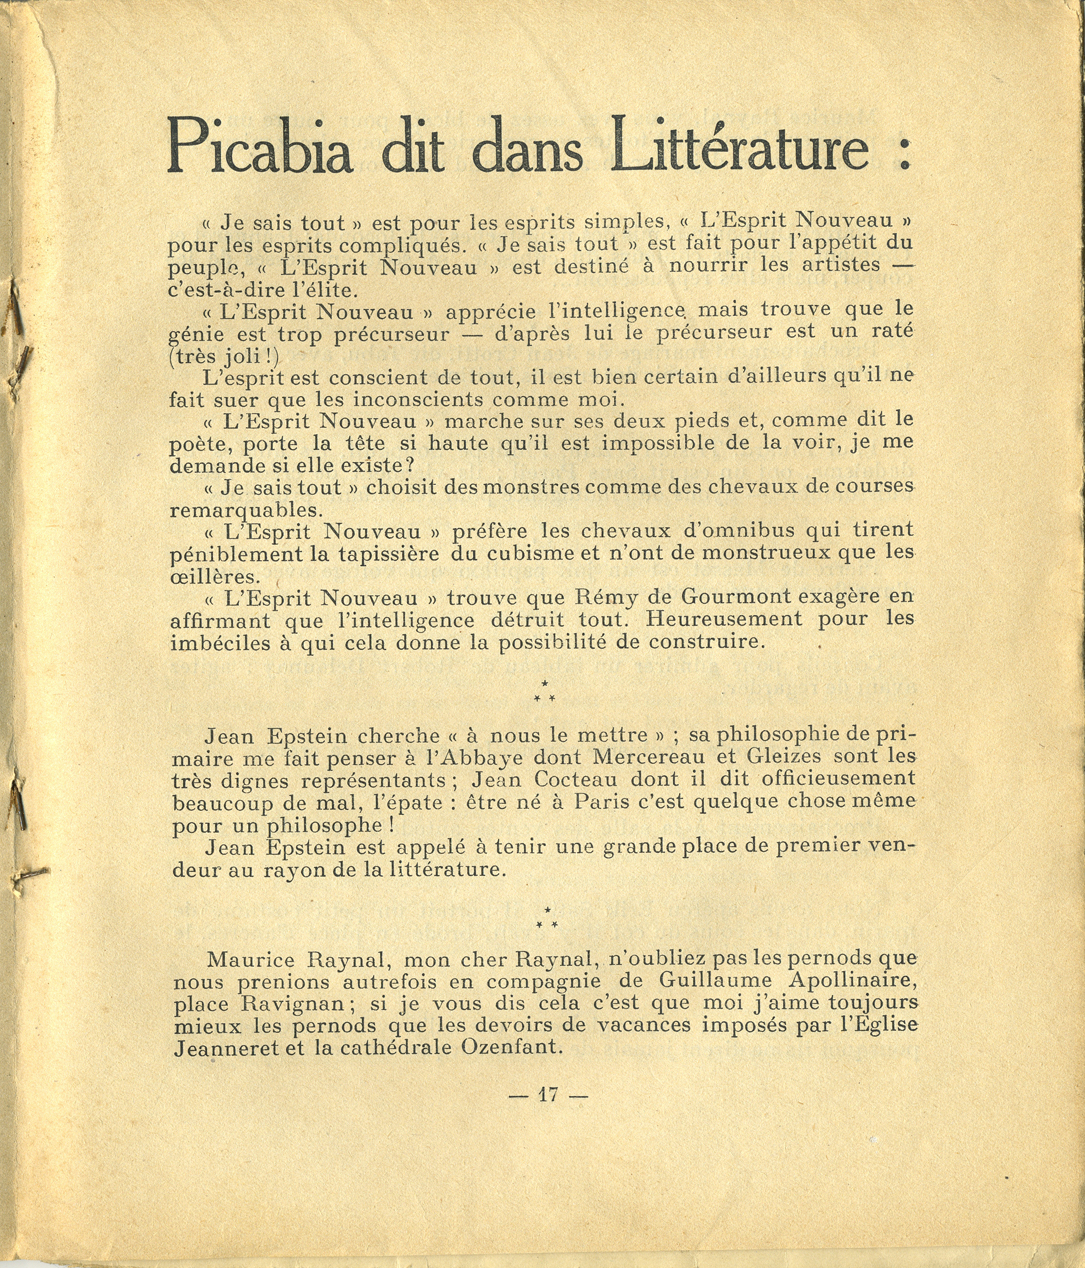 Picabia dit dans Littérature :
« Je sais tout » est pour les esprits simples, « L'Esprit Nouveau »
pour les esprits compliqués. « Je sais tout » est fait pour l'appétit du
peuple, « L'Esprit Nouveau » est destiné à nourrir les artistes —
c'est-à-dire l'élite.
« L'Esprit Nouveau » apprécie l'intelligence, mais trouve que le
génie est trop précurseur — d'après lui le précurseur est un raté
(très joli !)
L'esprit est conscient de tout, il est bien certain d'ailleurs qu'il ne
fait suer que les inconscients comme moi.
« L'Esprit Nouveau » marche sur ses deux pieds et, comme dit le
poète, porte la tête si haute qu'il est impossible de la voir, je me
demande si elle existe?
« Je sais tout » choisit des monstres comme des chevaux de courses
remarquables.
« L'Esprit Nouveau » préfère les chevaux d'omnibus qui tirent
péniblement la tapissière du cubisme et n'ont de monstrueux que les
œillères.
« L'Esprit Nouveau » trouve que Rémy de Gourmont exagère en
affirmant que l'intelligence détruit tout. Heureusement pour les
imbéciles à qui cela donne la possibilité de construire.
*
* *
Jean Epstein cherche « à nous le mettre » ; sa philosophie de pri-
maire me fait penser à l'Abbaye dont Mercereau et Gleizes sont les
très dignes représentants ; Jean Cocteau dont il dit officieusement
beaucoup de mal, l'épate : être né à Paris c'est quelque chose même
pour un philosophe !
Jean Epstein est appelé à tenir une grande place de premier ven-
deur au rayon de la littérature.
*
* *
Maurice Raynal, mon cher Raynal, n'oubliez pas les pernods que
nous prenions autrefois en compagnie de Guillaume Apollinaire,
place Ravignan ; si je vous dis cela c'est que moi j'aime toujours
mieux les pernods que les devoirs de vacances imposés par l'Eglise
Jeanneret et la cathédrale Ozenfant.
— 17 —